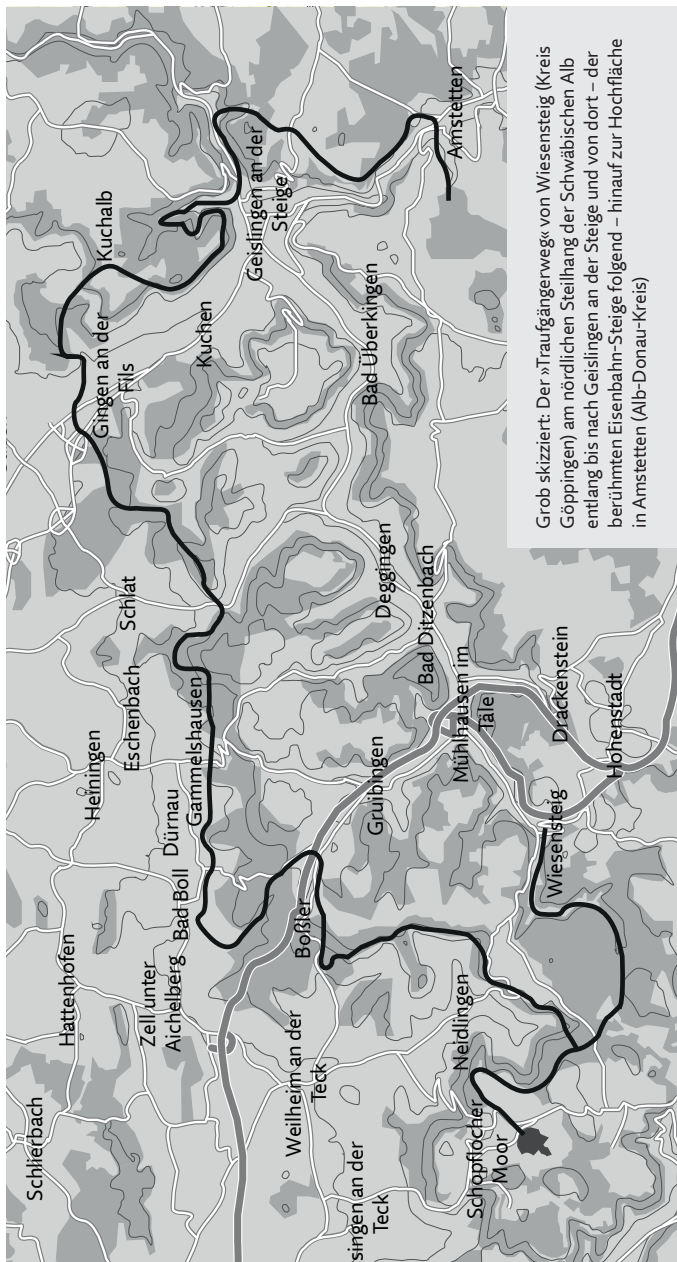 Schlierbach
Hattenhofen
Zell unter
Aichelberg
Bad Boll
Dürnau
Gammelshausen
Heiningen
Eschenbach
Schlat
Gingen an der
Fils
Kuchalb
Kuchen
Geislingen an der
Steige
Amstetten
Bad Überkingen
Deggingen
Bad Ditzenbach
Mühlhausen im
Täle
Gruibingen
Drackenstein
Hohenstadt
Wiesensteig
Boßler
Weilheim an der
Teck
Neidlingen
Schopflocher
Moor
singen an der
Teck
Grob skizziert: Der »Traufgängerweg« von Wiesensteig (Kreis
Göppingen) am nördlichen Steilhang der Schwäbischen Alb
entlang bis nach Geislingen an der Steige und von dort – der
berühmten Eisenbahn-Steige folgend – hinauf zur Hochfläche
in Amstetten (Alb-Donau-Kreis)